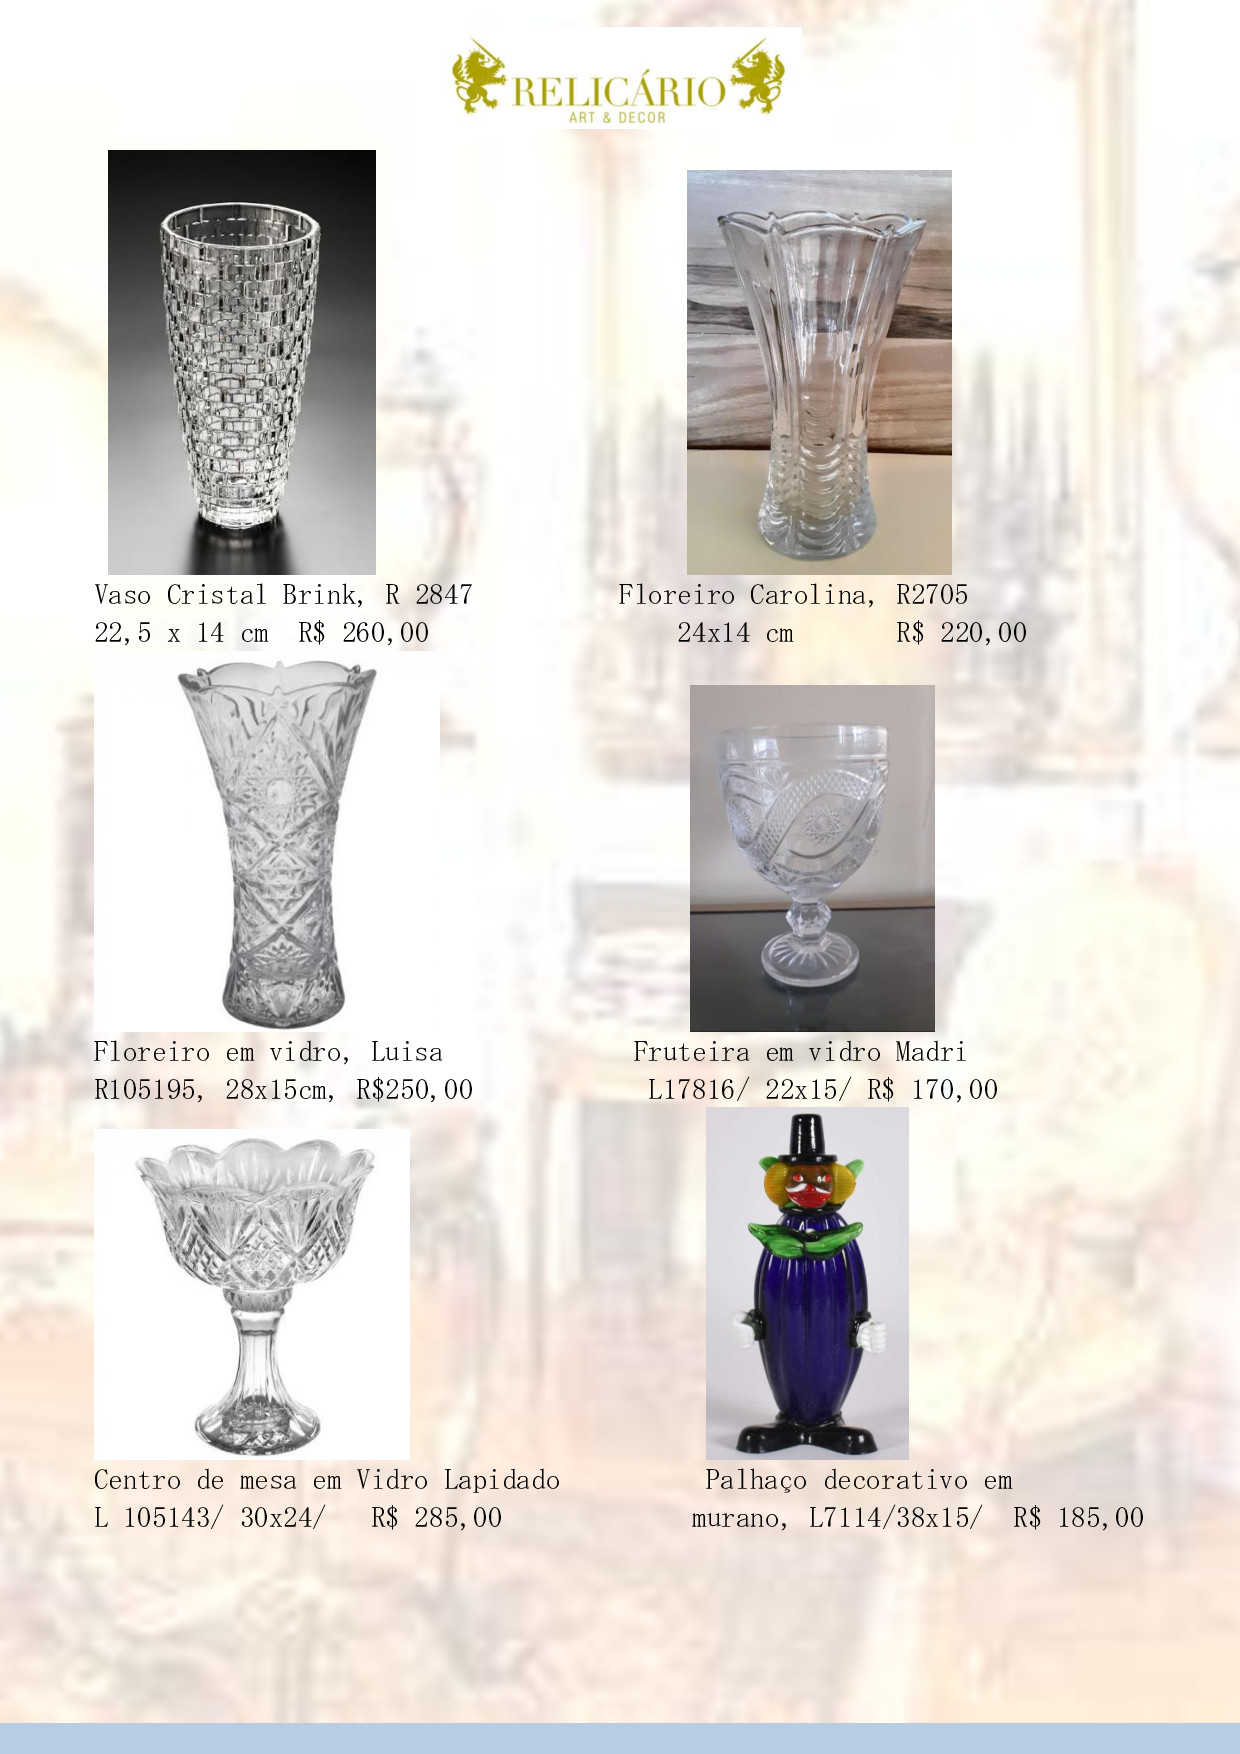 RELICÁRIO
ART & DECOR
Vaso Cristal Brink, R 2847
22,5 x 14 cm R$ 260,00
Floreiro Carolina, R2705
24x14 cm R$ 220,00
Floreiro em vidro, Luisa
R105195, 28x15cm, R$250,00
Fruteira em vidro Madri
L17816/ 22x15/ R$ 170,00
Centro de mesa em Vidro Lapidado
L 105143/ 30x24/ R$ 285,00
Palhaço decorativo em
murano, L7114/38x15/ R$ 185,00